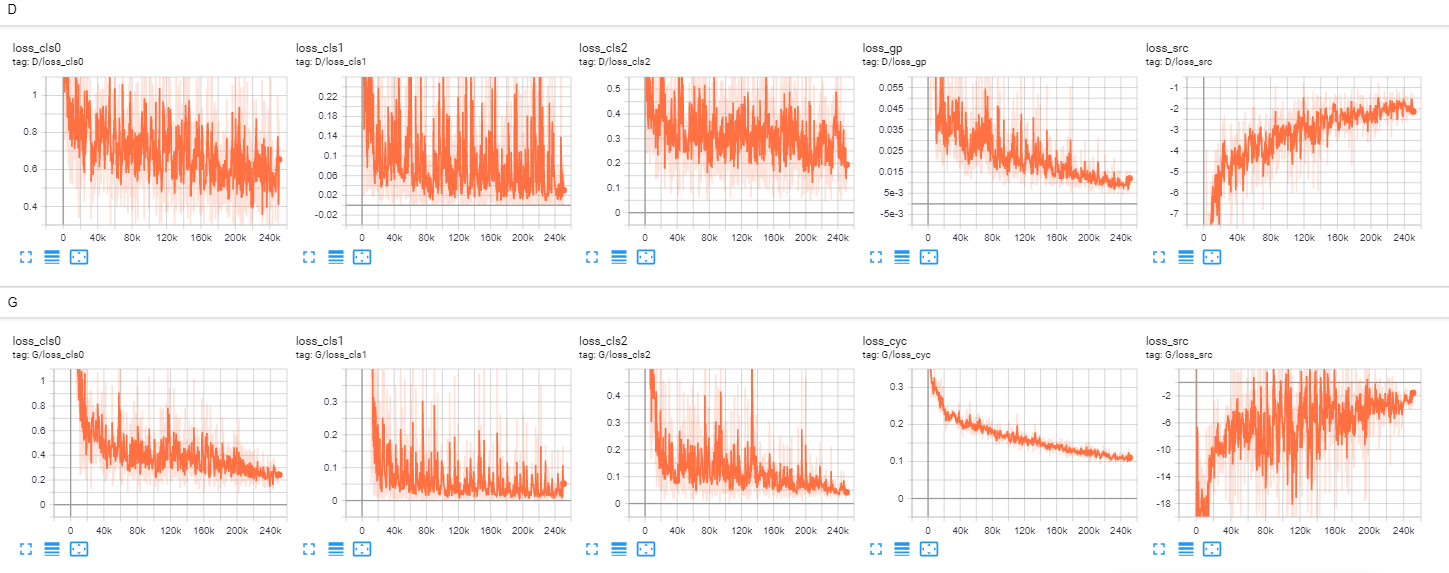 D
loss_cls0 loss_cls1 loss_cls2 loss_gp loss_src
tag: D/loss_cls0 tag: D/loss_cls1 tag: D/loss_cls2 tag: D/loss_gp tag: D/loss_src
1
0.8
0.6
0.4
0 40k 80k 120k 160k 200k 240k
0.22
0.18
0.14
0.1
0.06
0.02
-0.02
0 40k 80k 120k 160k 200k 240k
0.5
0.4
0.3
0.2
0.1
0
0 40k 80k 120k 160k 200k 240k
0.055
0.045
0.035
0.025
0.015
5e-3
-5e-3
0 40k 80k 120k 160k 200k 240k
-1
-2
-3
-4
-5
-6
-7
0 40k 80k 120k 160k 200k 240k
G
loss_cls0 loss_cls1 loss_cls2 loss_cyc loss_src
tag: G/loss_cls0 tag: G/loss_cls1 tag: G/loss_cls2 tag: G/loss_cyc tag: G/loss_src
1
0.8
0.6
0.4
0.2
0
0 40k 80k 120k 160k 200k 240k
0.3
0.2
0.1
0
0 40k 80k 120k 160k 200k 240k
0.4
0.3
0.2
0.1
0
0 40k 80k 120k 160k 200k 240k
0.3
0.2
0.1
0
0 40k 80k 120k 160k 200k 240k
-2
-6
-10
-14
-18
0 40k 80k 120k 160k 200k 240k